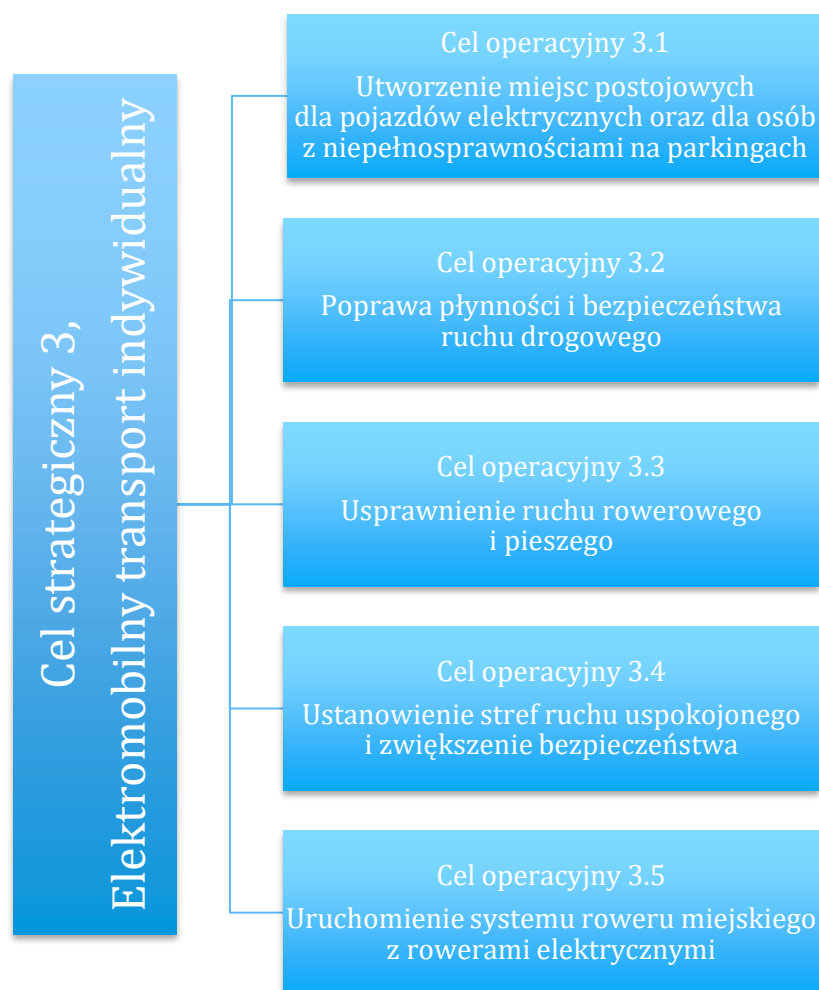 Cel strategiczny 3,
Elektromobilny transport indywidualny
Cel operacyjny 3.1
Utworzenie miejsc postojowych
dla pojazdów elektrycznych oraz dla osób
z niepełnosprawnościami na parkingach
Cel operacyjny 3.2
Poprawa płynności i bezpieczeństwa
ruchu drogowego
Cel operacyjny 3.3
Usprawnienie ruchu rowerowego
i pieszego
Cel operacyjny 3.4
Ustanowienie stref ruchu uspokojonego
i zwiększenie bezpieczeństwa
Cel operacyjny 3.5
Uruchomienie systemu roweru miejskiego
z rowerami elektrycznymi